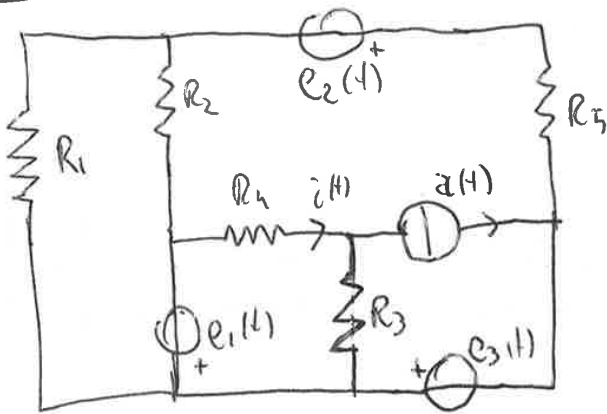 +
e2(t)
R2
R5
R1
R4 i(t) a(t)
R3
e1(t)
+
+ e3(t)